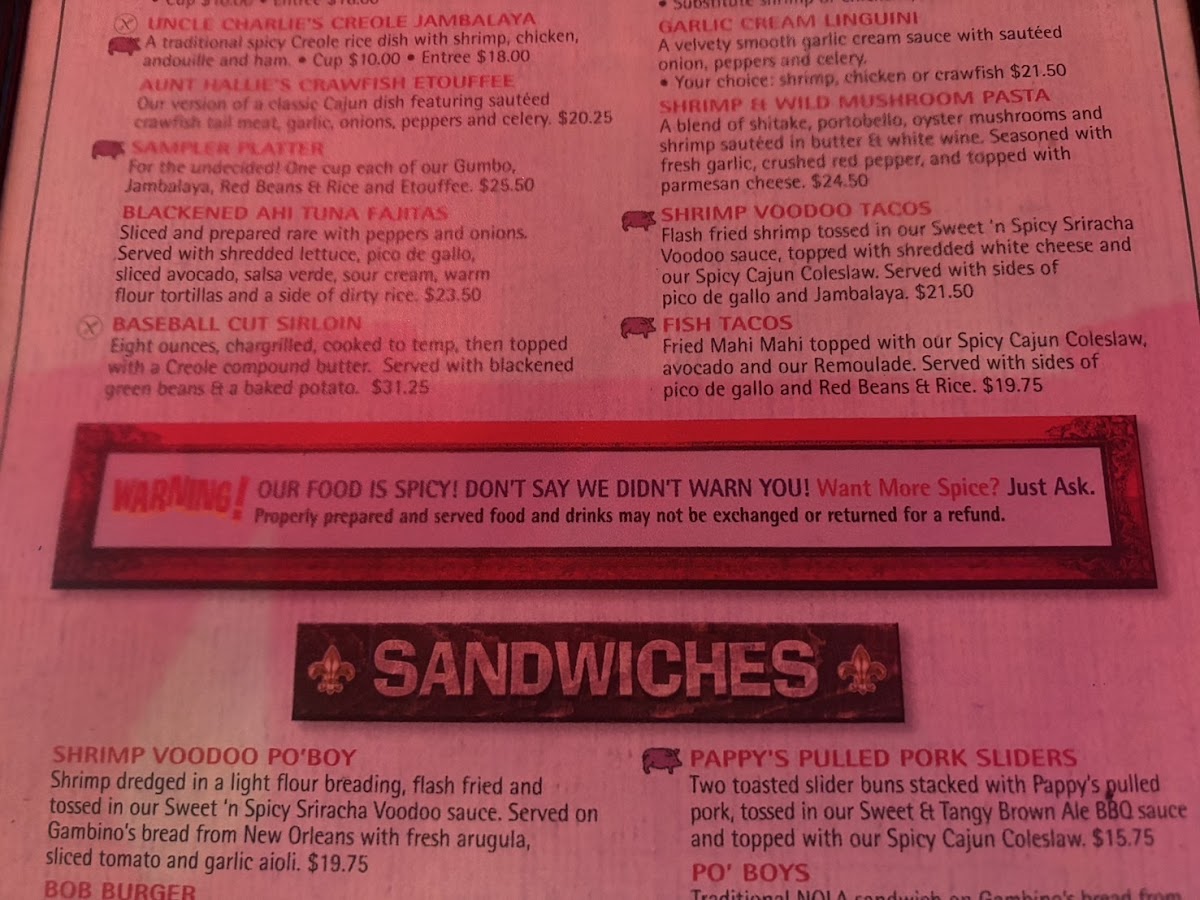 UNCLE CHARLIE'S CREOLE JAMBALAYA
A traditional spicy Creole rice dish with shrimp, chicken,
andouille and ham. • Cup $10.00 • Entree $18.00
AUNT HALLIE'S CRAWFISH ETOUFFEE
Our version of a classic Cajun dish featuring sautéed
crawfish tail meat, garlic, onions, peppers and celery. $20.25
SAMPLER PLATTER
For the undecided! One cup each of our Gumbo,
Jambalaya, Red Beans & Rice and Etouffee. $25.50
BLACKENED AHI TUNA FAJITAS
Sliced and prepared rare with peppers and onions.
Served with shredded lettuce, pico de gallo,
sliced avocado, salsa verde, sour cream, warm
flour tortillas and a side of dirty rice. $23.50
BASEBALL CUT SIRLOIN
Eight ounces, chargrilled, cooked to temp, then topped
with a Creole compound butter. Served with blackened
green beans & a baked potato. $31.25
GARLIC CREAM LINGUINI
A velvety smooth garlic cream sauce with sautéed
onion, peppers and celery.
• Your choice: shrimp, chicken or crawfish $21.50
SHRIMP & WILD MUSHROOM PASTA
A blend of shitake, portobello, oyster mushrooms and
shrimp sautéed in butter & white wine. Seasoned with
fresh garlic, crushed red pepper, and topped with
parmesan cheese. $24.50
SHRIMP VOODOO TACOS
Flash fried shrimp tossed in our Sweet 'n Spicy Sriracha
Voodoo sauce, topped with shredded white cheese and
our Spicy Cajun Coleslaw. Served with sides of
pico de gallo and Jambalaya. $21.50
FISH TACOS
Fried Mahi Mahi topped with our Spicy Cajun Coleslaw,
avocado and our Remoulade. Served with sides of
pico de gallo and Red Beans & Rice. $19.75
WARNING! OUR FOOD IS SPICY! DON'T SAY WE DIDN'T WARN YOU! Want More Spice? Just Ask.
Properly prepared and served food and drinks may not be exchanged or returned for a refund.
SANDWICHES
SHRIMP VOODOO PO'BOY
Shrimp dredged in a light flour breading, flash fried and
tossed in our Sweet 'n Spicy Sriracha Voodoo sauce. Served on
Gambino's bread from New Orleans with fresh arugula,
sliced tomato and garlic aioli. $19.75
BOB BURGER
PAPPY'S PULLED PORK SLIDERS
Two toasted slider buns stacked with Pappy's pulled
pork, tossed in our Sweet & Tangy Brown Ale BBQ sauce
and topped with our Spicy Cajun Coleslaw. $15.75
PO' BOYS
Traditional NOLA sandwich on Gambino's bread from